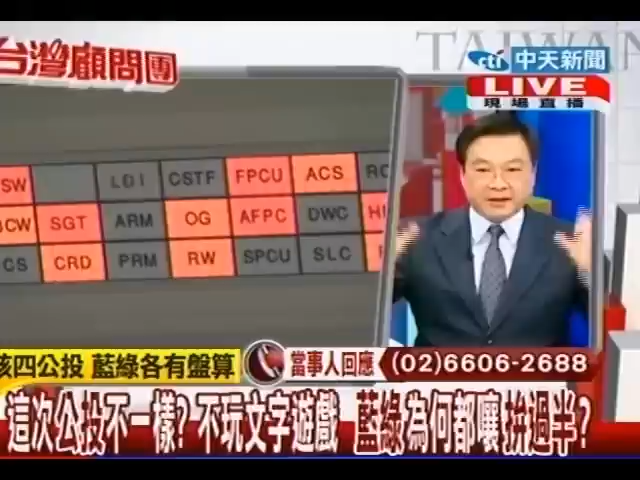 台灣顧問團
TAIWAN
cti 中天新聞
LIVE
現場直播
SW LDI CSTF FPCU ACS RC
CW SGT ARM OG AFPC DWC H
CS CRD PRM RW SPCU SLC
核四公投 藍綠各有盤算
當事人回應 (02)6606-2688
這次公投不一樣? 不玩文字遊戲 藍綠為何都嚷拚過半?